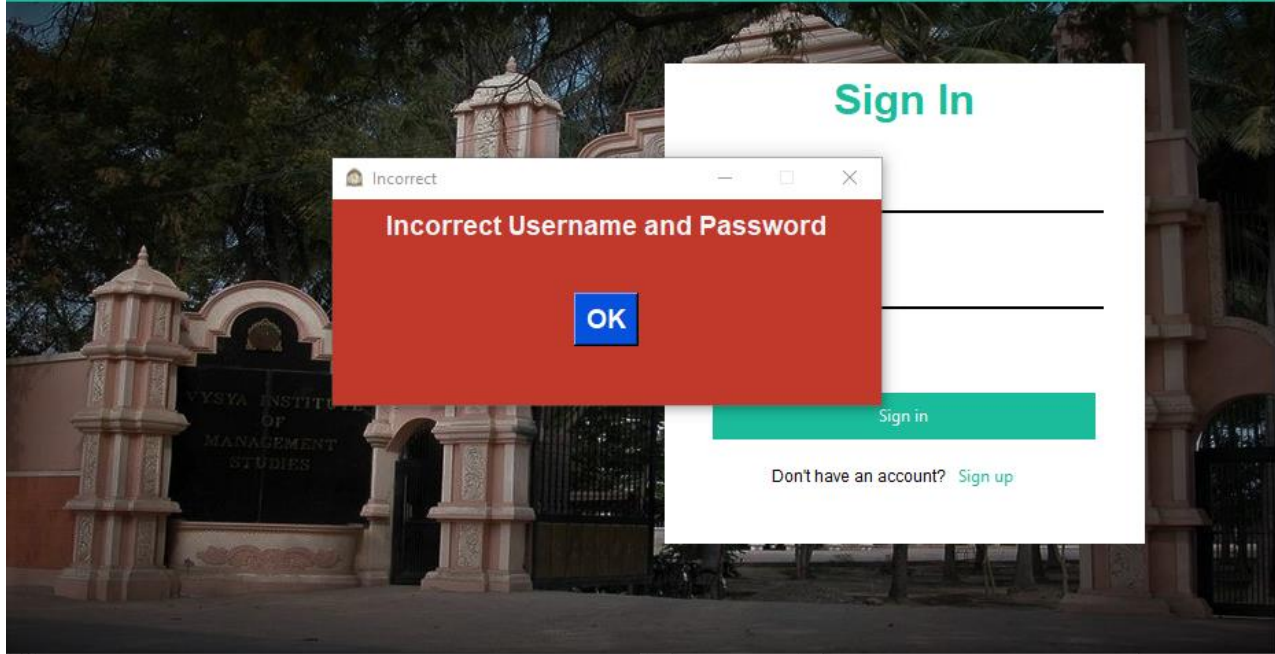 Sign In
Incorrect
Incorrect Username and Password
OK
Sign in
Don't have an account? Sign up
VYSYA INSTITUTE
OF
MANAGEMENT
STUDIES